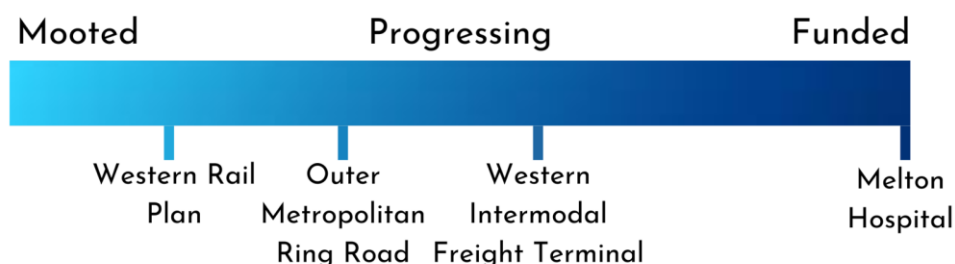 Mooted Progressing Funded
Western Rail
Plan
Outer
Metropolitan
Ring Road
Western
Intermodal
Freight Terminal
Melton
Hospital